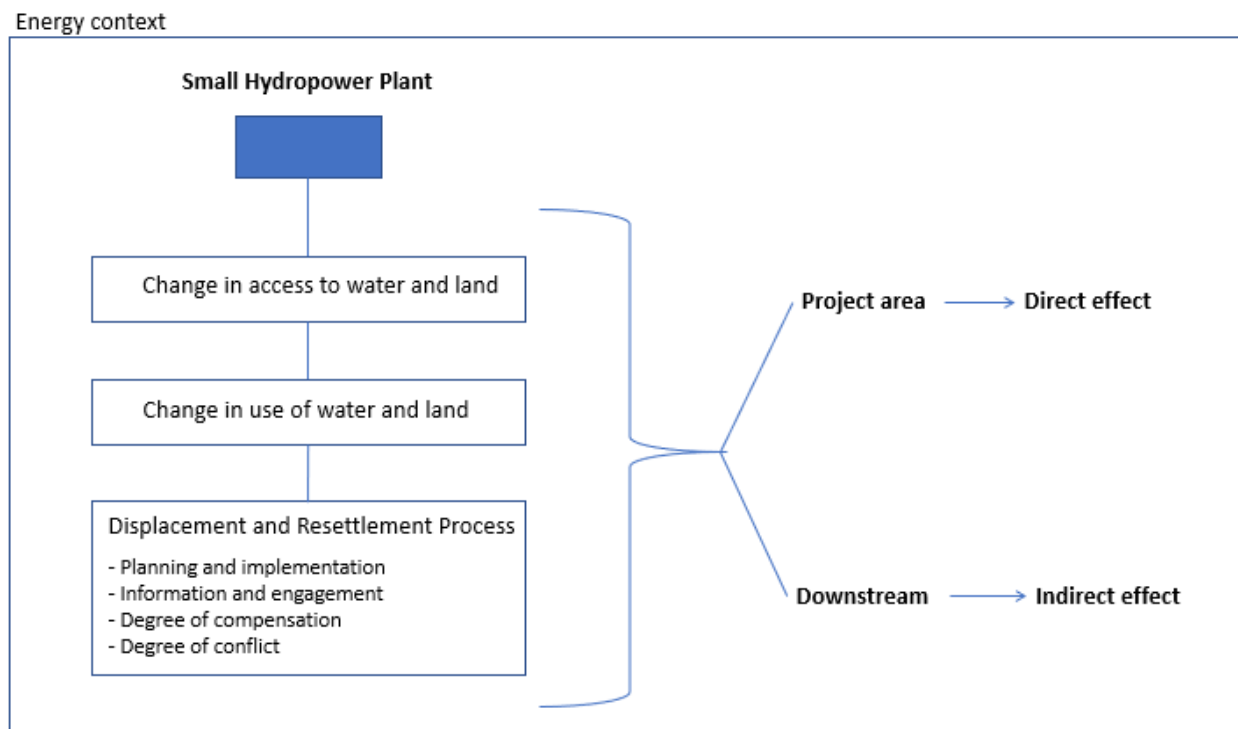 Energy context
Small Hydropower Plant
Change in access to water and land
Change in use of water and land
Displacement and Resettlement Process
- Planning and implementation
- Information and engagement
- Degree of compensation
- Degree of conflict
Project area
Direct effect
Downstream
Indirect effect